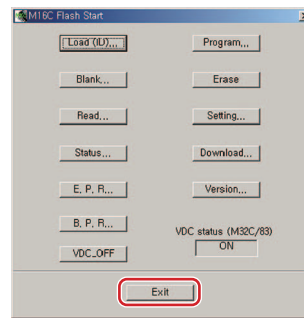 M16C Flash Start
Load (ID)...
Program...
Blank...
Erase
Read...
Setting...
Status...
Download...
E. P. R...
Version...
B. P. R...
VDC_OFF
VDC status (M32C/83)
ON
Exit